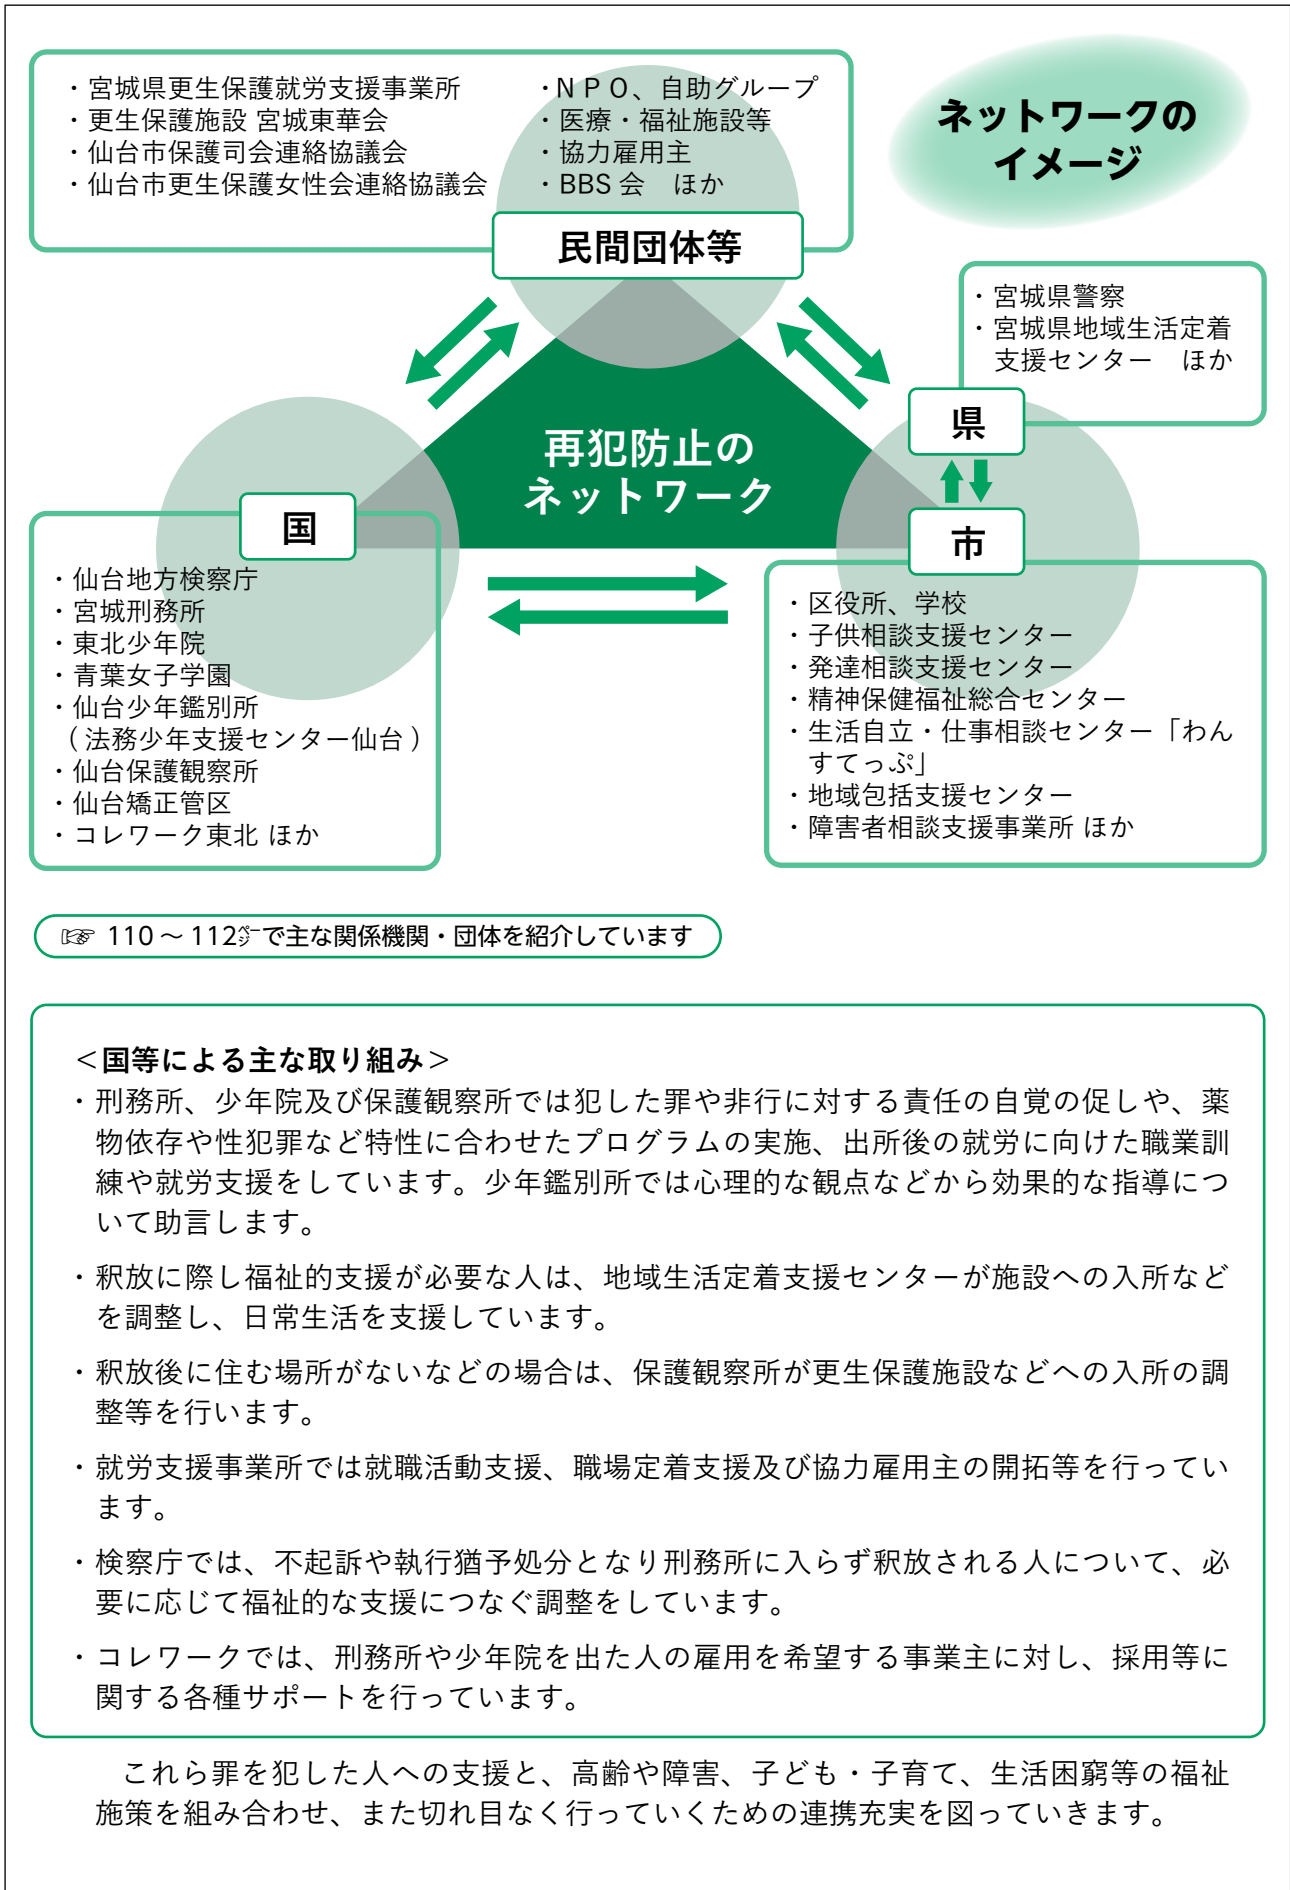 ネットワークの
イメージ
・宮城県更生保護就労支援事業所
・更生保護施設 宮城東華会
・仙台市保護司会連絡協議会
・仙台市更生保護女性会連絡協議会
・ＮＰＯ、自助グループ
・医療・福祉施設等
・協力雇用主
・BBS 会　ほか
民間団体等
・宮城県警察
・宮城県地域生活定着
支援センター　ほか
県
再犯防止の
ネットワーク
国
市
・仙台地方検察庁
・宮城刑務所
・東北少年院
・青葉女子学園
・仙台少年鑑別所
（法務少年支援センター仙台）
・仙台保護観察所
・仙台矯正管区
・コレワーク東北 ほか
・区役所、学校
・子供相談支援センター
・発達相談支援センター
・精神保健福祉総合センター
・生活自立・仕事相談センター「わん
すてっぷ」
・地域包括支援センター
・障害者相談支援事業所 ほか
☞ 110 ～ 112㌻で主な関係機関・団体を紹介しています
＜国等による主な取り組み＞
・刑務所、少年院及び保護観察所では犯した罪や非行に対する責任の自覚の促しや、薬
物依存や性犯罪など特性に合わせたプログラムの実施、出所後の就労に向けた職業訓
練や就労支援をしています。少年鑑別所では心理的な観点などから効果的な指導につ
いて助言します。
・釈放に際し福祉的支援が必要な人は、地域生活定着支援センターが施設への入所など
を調整し、日常生活を支援しています。
・釈放後に住む場所がないなどの場合は、保護観察所が更生保護施設などへの入所の調
整等を行います。
・就労支援事業所では就職活動支援、職場定着支援及び協力雇用主の開拓等を行ってい
ます。
・検察庁では、不起訴や執行猶予処分となり刑務所に入らず釈放される人について、必
要に応じて福祉的な支援につなぐ調整をしています。
・コレワークでは、刑務所や少年院を出た人の雇用を希望する事業主に対し、採用等に
関する各種サポートを行っています。
これら罪を犯した人への支援と、高齢や障害、子ども・子育て、生活困窮等の福祉
施策を組み合わせ、また切れ目なく行っていくための連携充実を図っていきます。